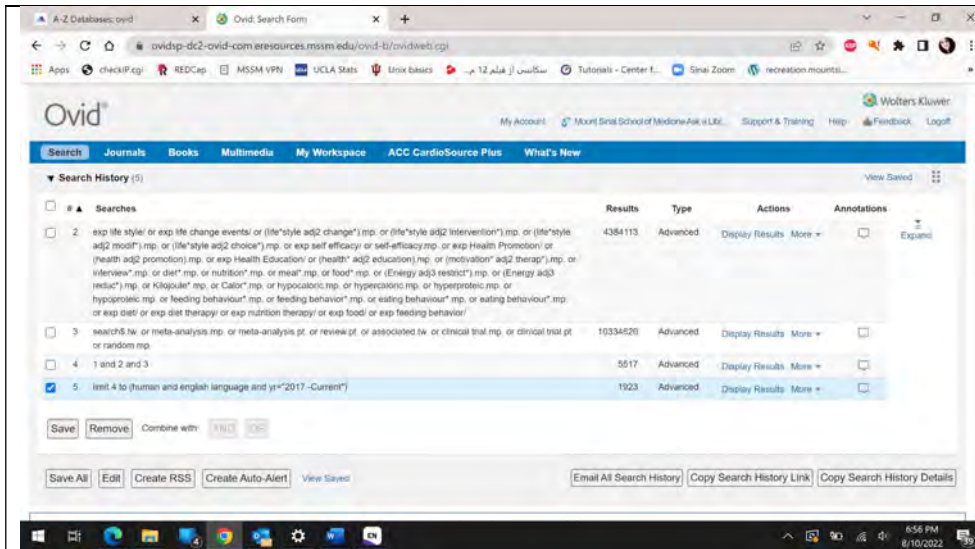 A-Z Databases: ovid
Ovid: Search Form
ovidsp-dc2-ovid-com.eresources.mssm.edu/ovid-b/ovidweb.cgi
Apps checkIP.cgi REDCap MSSM VPN UCLA Stats Unix basics سکانسی از فیلم 12 م... Tutorials - Center f... Sinai Zoom recreation.mountsi...
Ovid®
Wolters Kluwer
My Account Support & Training Help Feedback Logoff
Search Journals Books Multimedia My Workspace ACC CardioSource Plus What's New
▼ Search History (5) View Saved
# ▲ Searches Results Type Actions Annotations
2 exp life style/ or exp life change events/ or (life*style adj2 change*).mp. or (life*style adj2 intervention*).mp. or (life*style
adj2 modif*).mp. or (life*style adj2 choice*).mp. or exp self efficacy/ or self-efficacy.mp. or exp Health Promotion/ or
(health adj2 promotion).mp. or exp Health Education/ or (health* adj2 education).mp. or (motivation* adj2 therap*).mp. or
interview*.mp. or diet*.mp. or nutrition*.mp. or meal*.mp. or food*.mp. or (Energy adj3 restrict*).mp. or (Energy adj3
reduc*).mp. or Kilojoule*.mp. or Calor*.mp. or hypocaloric.mp. or hypercaloric.mp. or hyperproteic.mp. or
hypoproleic.mp. or feeding behaviour*.mp. or feeding behavior*.mp. or eating behaviour*.mp. or eating behaviour*.mp.
or exp diet/ or exp diet therapy/ or exp nutrition therapy/ or exp food/ or exp feeding behavior/
4384113 Advanced Display Results More Expand
3 search$.tw. or meta-analysis.mp. or meta-analysis.pt. or review.pt. or associated.tw. or clinical trial.mp. or clinical trial.pt.
or random.mp.
10334620 Advanced Display Results More
4 1 and 2 and 3 5517 Advanced Display Results More
5 limit 4 to (human and english language and yr="2017 -Current") 1923 Advanced Display Results More
Save Remove Combine with: AND OR
Save All Edit Create RSS Create Auto-Alert View Saved Email All Search History Copy Search History Link Copy Search History Details
6:56 PM
8/10/2022